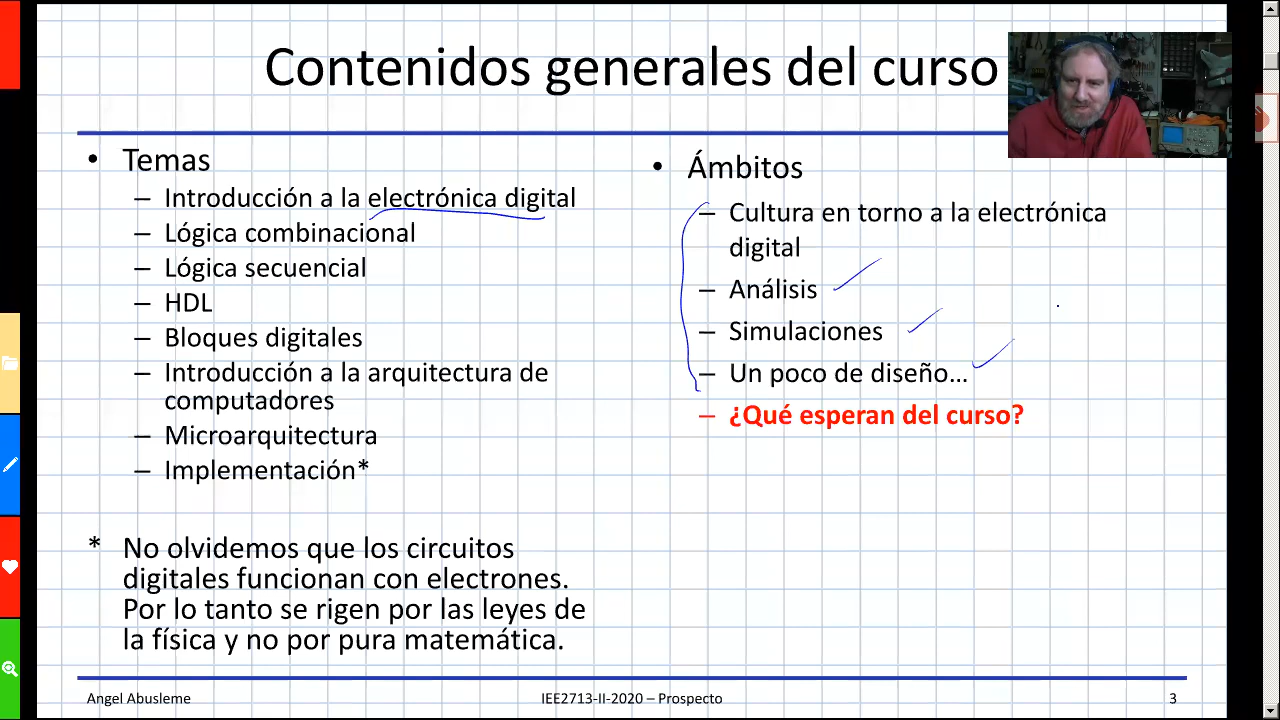 Contenidos generales del curso
• Temas
– Introducción a la electrónica digital
– Lógica combinacional
– Lógica secuencial
– HDL
– Bloques digitales
– Introducción a la arquitectura de
computadores
– Microarquitectura
– Implementación*
* No olvidemos que los circuitos
digitales funcionan con electrones.
Por lo tanto se rigen por las leyes de
la física y no por pura matemática.
• Ámbitos
– Cultura en torno a la electrónica
digital
– Análisis
– Simulaciones
– Un poco de diseño...
– ¿Qué esperan del curso?
Angel Abusleme
IEE2713-II-2020 – Prospecto
3